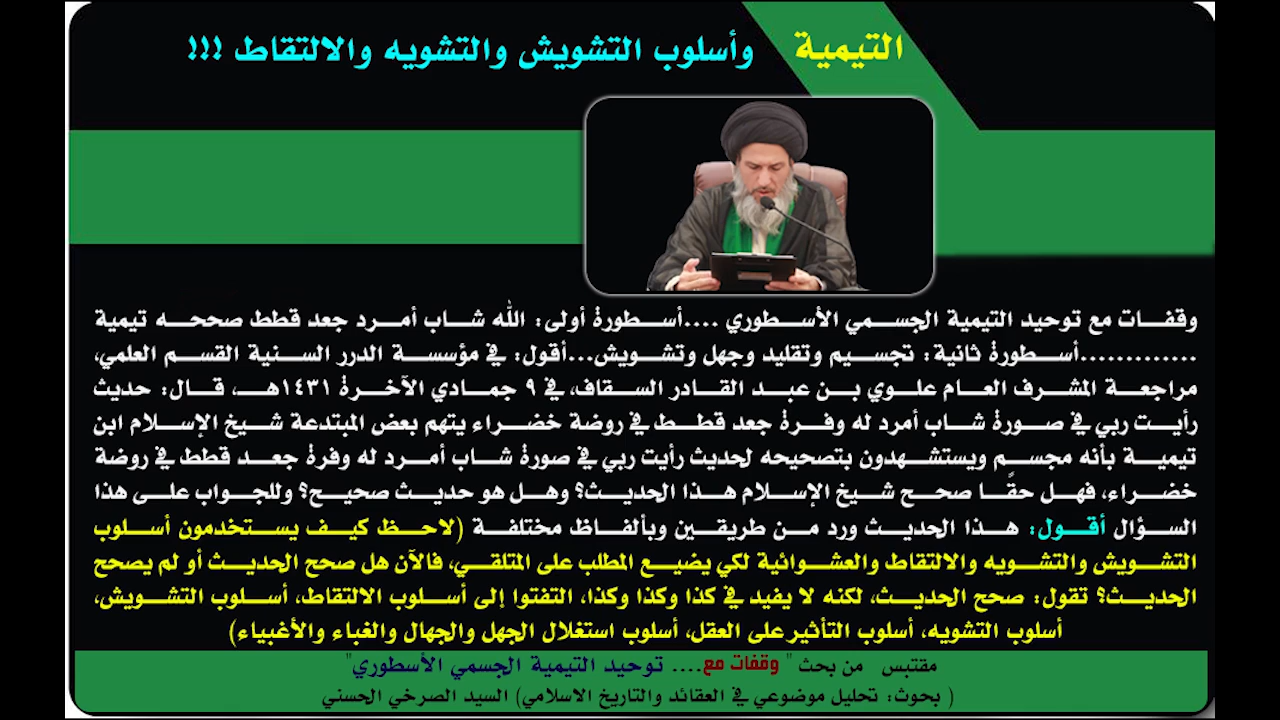 التيمية وأسلوب التشويش والتشويه والالتقاط !!!
وقفات مع توحيد التيمية الجسمي الأسطوري ....أسطورة أولى: الله شاب أمرد جعد قطط صححه تيمية
.............أسطورة ثانية: تجسيم وتقليد وجهل وتشويش...أقول: في مؤسسة الدرر السنية القسم العلمي،
مراجعة المشرف العام علوي بن عبد القادر السقاف، في ٩ جمادي الآخرة ١٤٣١هـ، قال: حديث
رأيت ربي في صورة شاب أمرد له وفرة جعد قطط في روضة خضراء يتهم بعض المبتدعة شيخ الإسلام ابن
تيمية بأنه مجسم ويستشهدون بتصحيحه لحديث رأيت ربي في صورة شاب أمرد له وفرة جعد قطط في روضة
خضراء، فهل حقًا صحح شيخ الإسلام هذا الحديث؟ وهل هو حديث صحيح؟ وللجواب على هذا
السؤال أقول: هذا الحديث ورد من طريقين وبألفاظ مختلفة (لاحظ كيف يستخدمون أسلوب
التشويش والتشويه والالتقاط والعشوائية لكي يضيع المطلب على المتلقي، فالآن هل صحح الحديث أو لم يصحح
الحديث؟ تقول: صحح الحديث، لكنه لا يفيد في كذا وكذا وكذا، التفتوا إلى أسلوب الالتقاط، أسلوب التشويش،
أسلوب التشويه، أسلوب التأثير على العقل، أسلوب استغلال الجهل والجهال والغباء والأغبياء)
مقتبس من بحث " وقفات مع.... توحيد التيمية الجسمي الأسطوري"
( بحوث: تحليل موضوعي في العقائد والتاريخ الاسلامي) السيد الصرخي الحسني